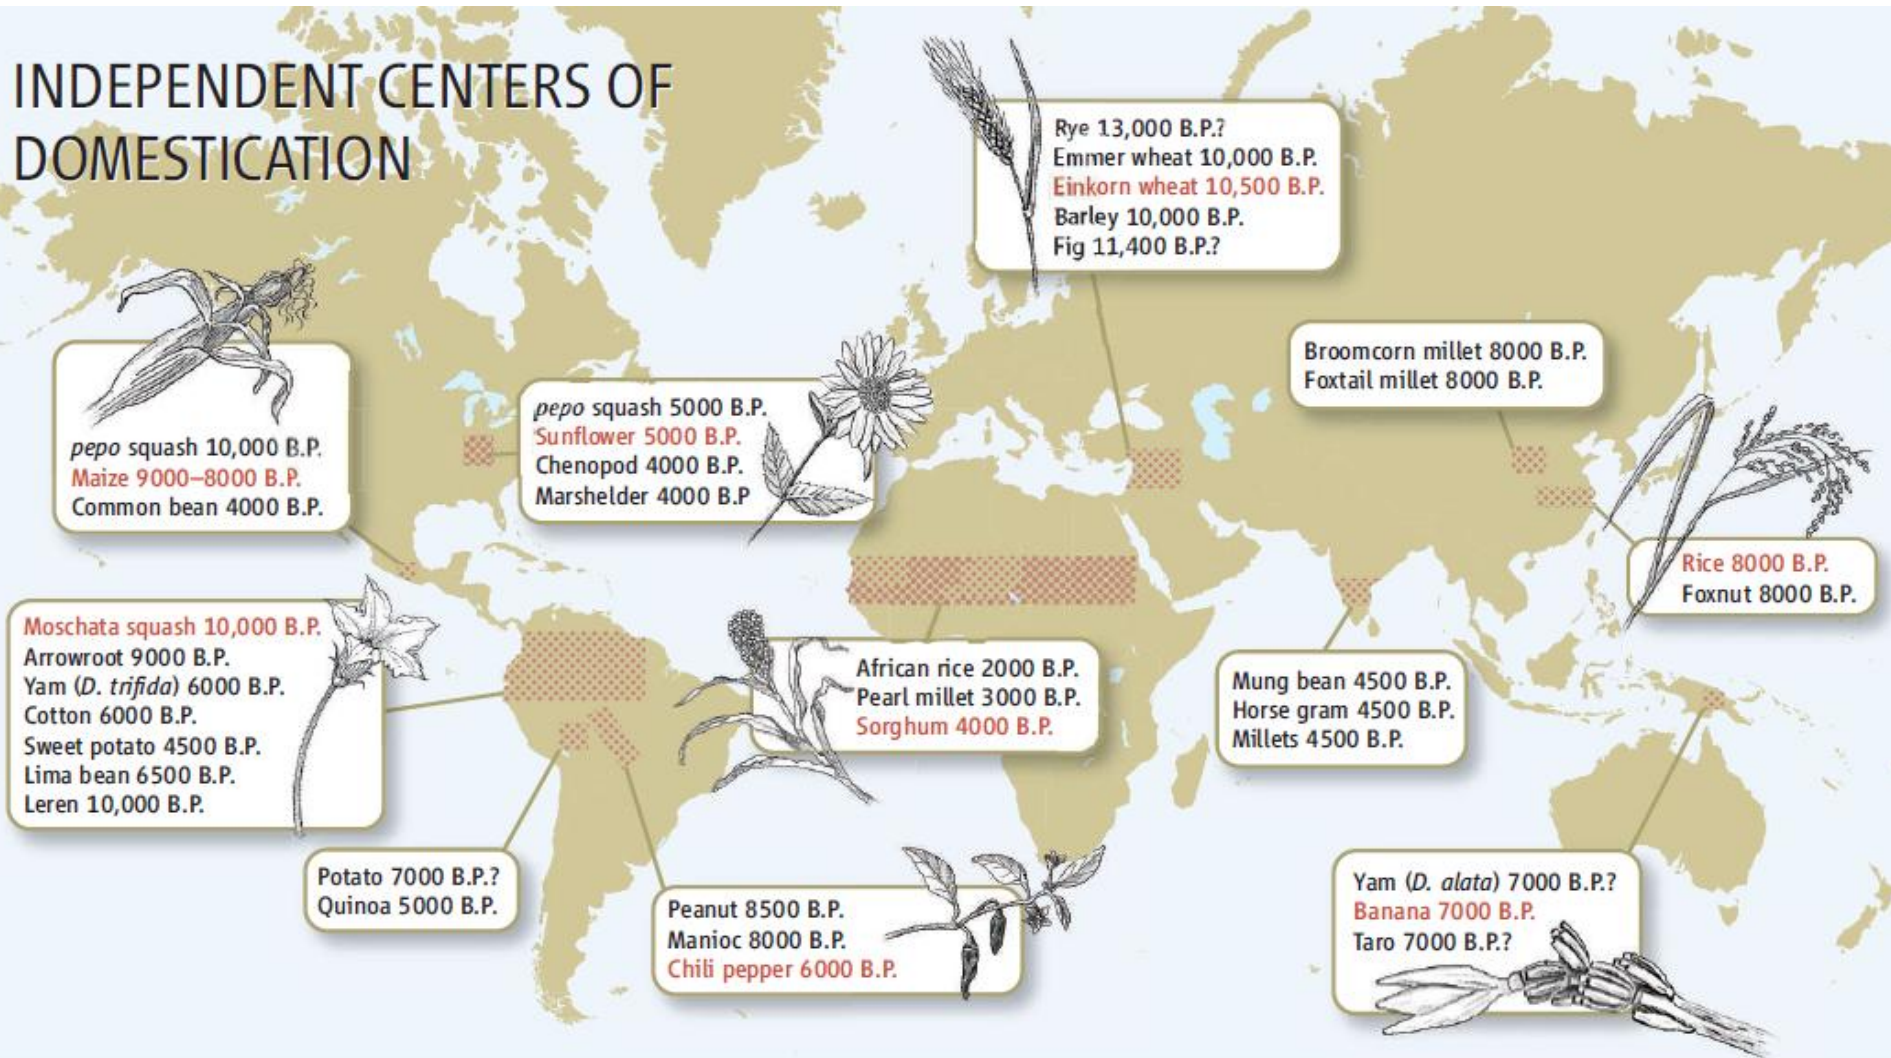 INDEPENDENT CENTERS OF
DOMESTICATION
Rye 13,000 B.P.?
Emmer wheat 10,000 B.P.
Einkorn wheat 10,500 B.P.
Barley 10,000 B.P.
Fig 11,400 B.P.?
Broomcorn millet 8000 B.P.
Foxtail millet 8000 B.P.
pepo squash 10,000 B.P.
Maize 9000–8000 B.P.
Common bean 4000 B.P.
pepo squash 5000 B.P.
Sunflower 5000 B.P.
Chenopod 4000 B.P.
Marshelder 4000 B.P
Rice 8000 B.P.
Foxnut 8000 B.P.
Moschata squash 10,000 B.P.
Arrowroot 9000 B.P.
Yam (D. trifida) 6000 B.P.
Cotton 6000 B.P.
Sweet potato 4500 B.P.
Lima bean 6500 B.P.
Leren 10,000 B.P.
African rice 2000 B.P.
Pearl millet 3000 B.P.
Sorghum 4000 B.P.
Mung bean 4500 B.P.
Horse gram 4500 B.P.
Millets 4500 B.P.
Potato 7000 B.P.?
Quinoa 5000 B.P.
Peanut 8500 B.P.
Manioc 8000 B.P.
Chili pepper 6000 B.P.
Yam (D. alata) 7000 B.P.?
Banana 7000 B.P.
Taro 7000 B.P.?